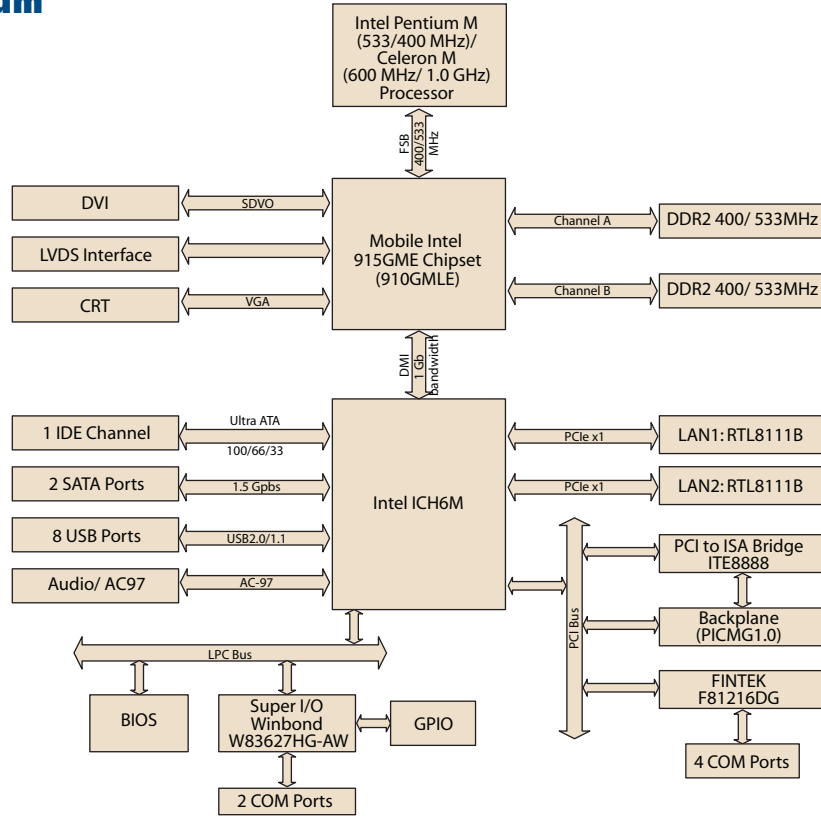 Intel Pentium M
(533/400 MHz)/
Celeron M
(600 MHz/ 1.0 GHz)
Processor
FSB
400/533
MHz
DVI
SDVO
LVDS Interface
CRT
VGA
Mobile Intel
915GME Chipset
(910GMLE)
Channel A
DDR2 400/ 533MHz
Channel B
DDR2 400/ 533MHz
DMI
1 Gb
bandwidth
1 IDE Channel
Ultra ATA
100/66/33
2 SATA Ports
1.5 Gpbs
8 USB Ports
USB2.0/1.1
Audio/ AC97
AC-97
Intel ICH6M
PCIe x1
LAN1: RTL8111B
PCIe x1
LAN2: RTL8111B
PCI Bus
PCI to ISA Bridge
ITE8888
Backplane
(PICMG1.0)
FINTEK
F81216DG
4 COM Ports
LPC Bus
BIOS
Super I/O
Winbond
W83627HG-AW
GPIO
2 COM Ports